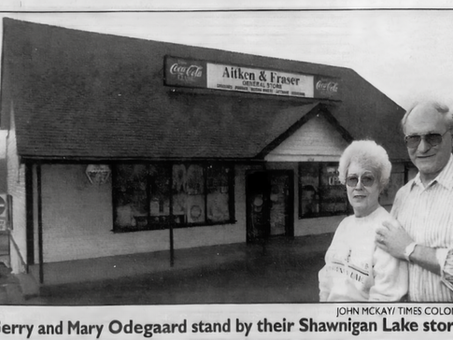 Coca-Cola
Aitken & Fraser
GENERAL STORE
Coca-Cola
JOHN MCKAY/ TIMES COLO
Gerry and Mary Odegaard stand by their Shawnigan Lake stor